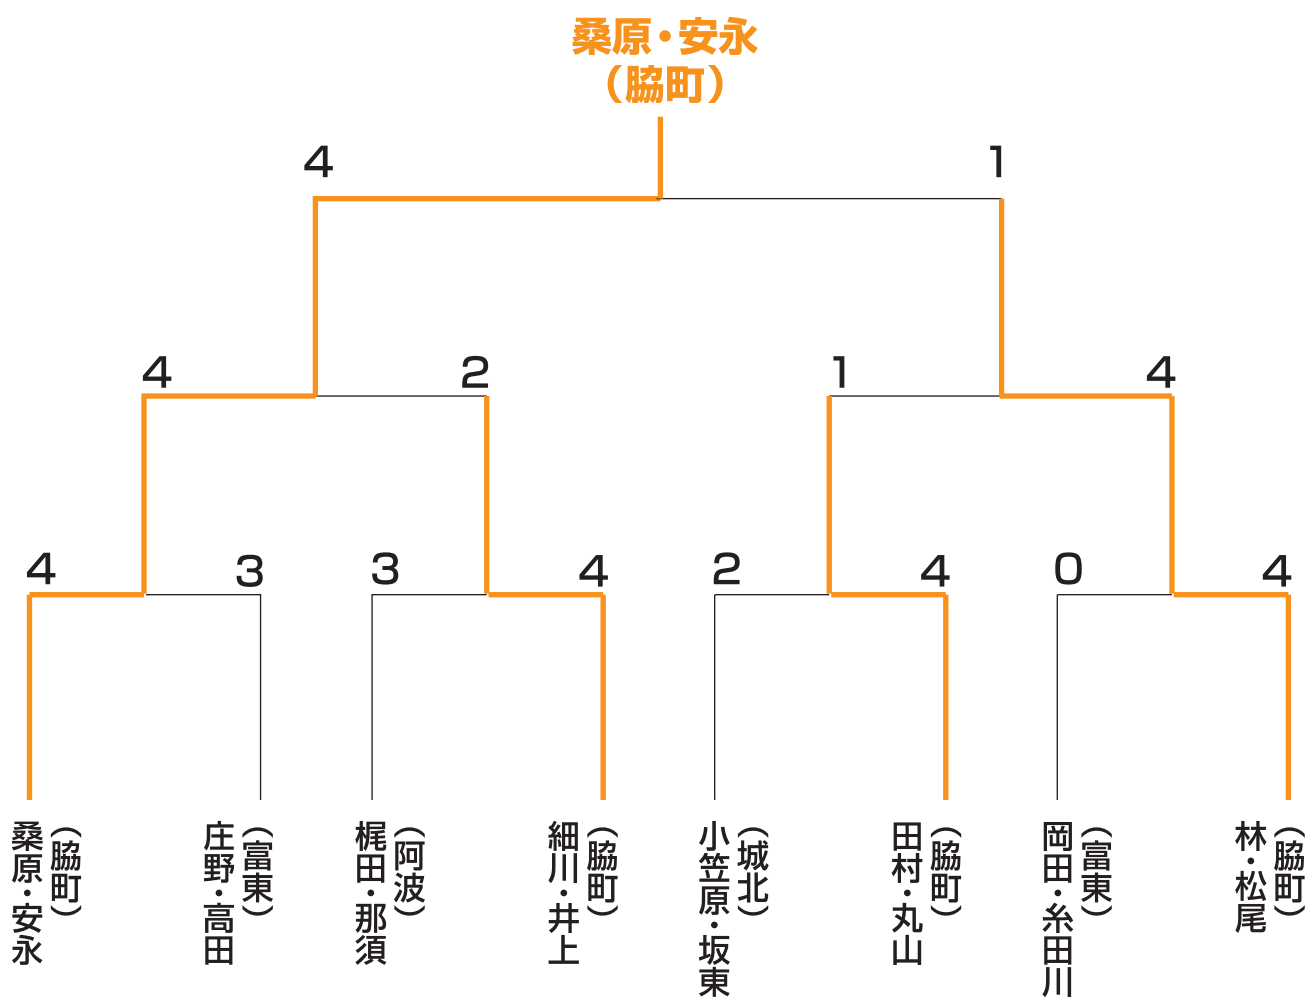 桑原・安永
（脇町）
4
1
4
2
1
4
4
3
3
4
2
4
0
4
桑原・安永
（脇町）
庄野・高田
（富東）
梶田・那須
（阿波）
細川・井上
（脇町）
小笠原・坂東
（城北）
田村・丸山
（脇町）
岡田・糸田川
（富東）
林・松尾
（脇町）